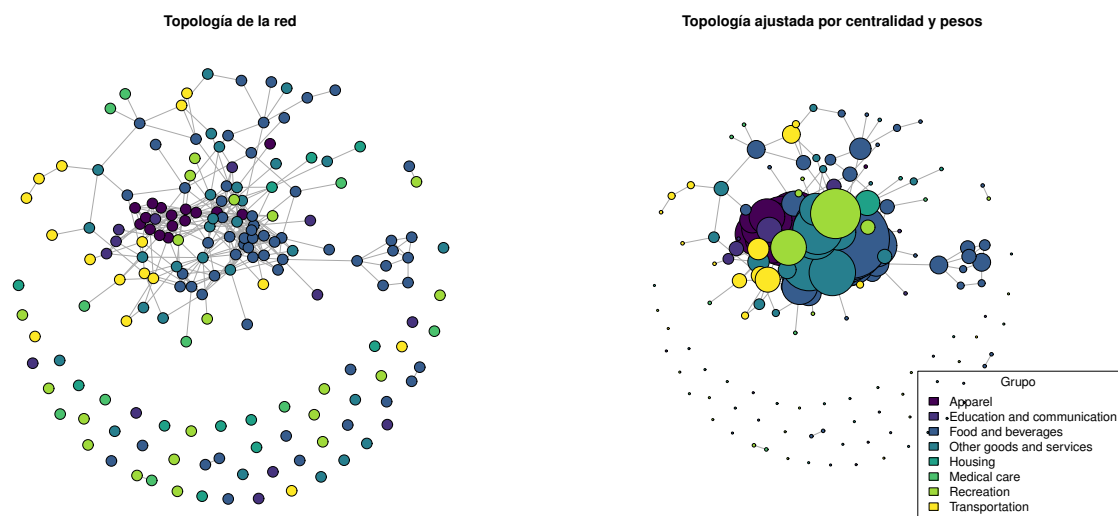 Topología de la red
Topología ajustada por centralidad y pesos
Grupo
Apparel
Education and communication
Food and beverages
Other goods and services
Housing
Medical care
Recreation
Transportation